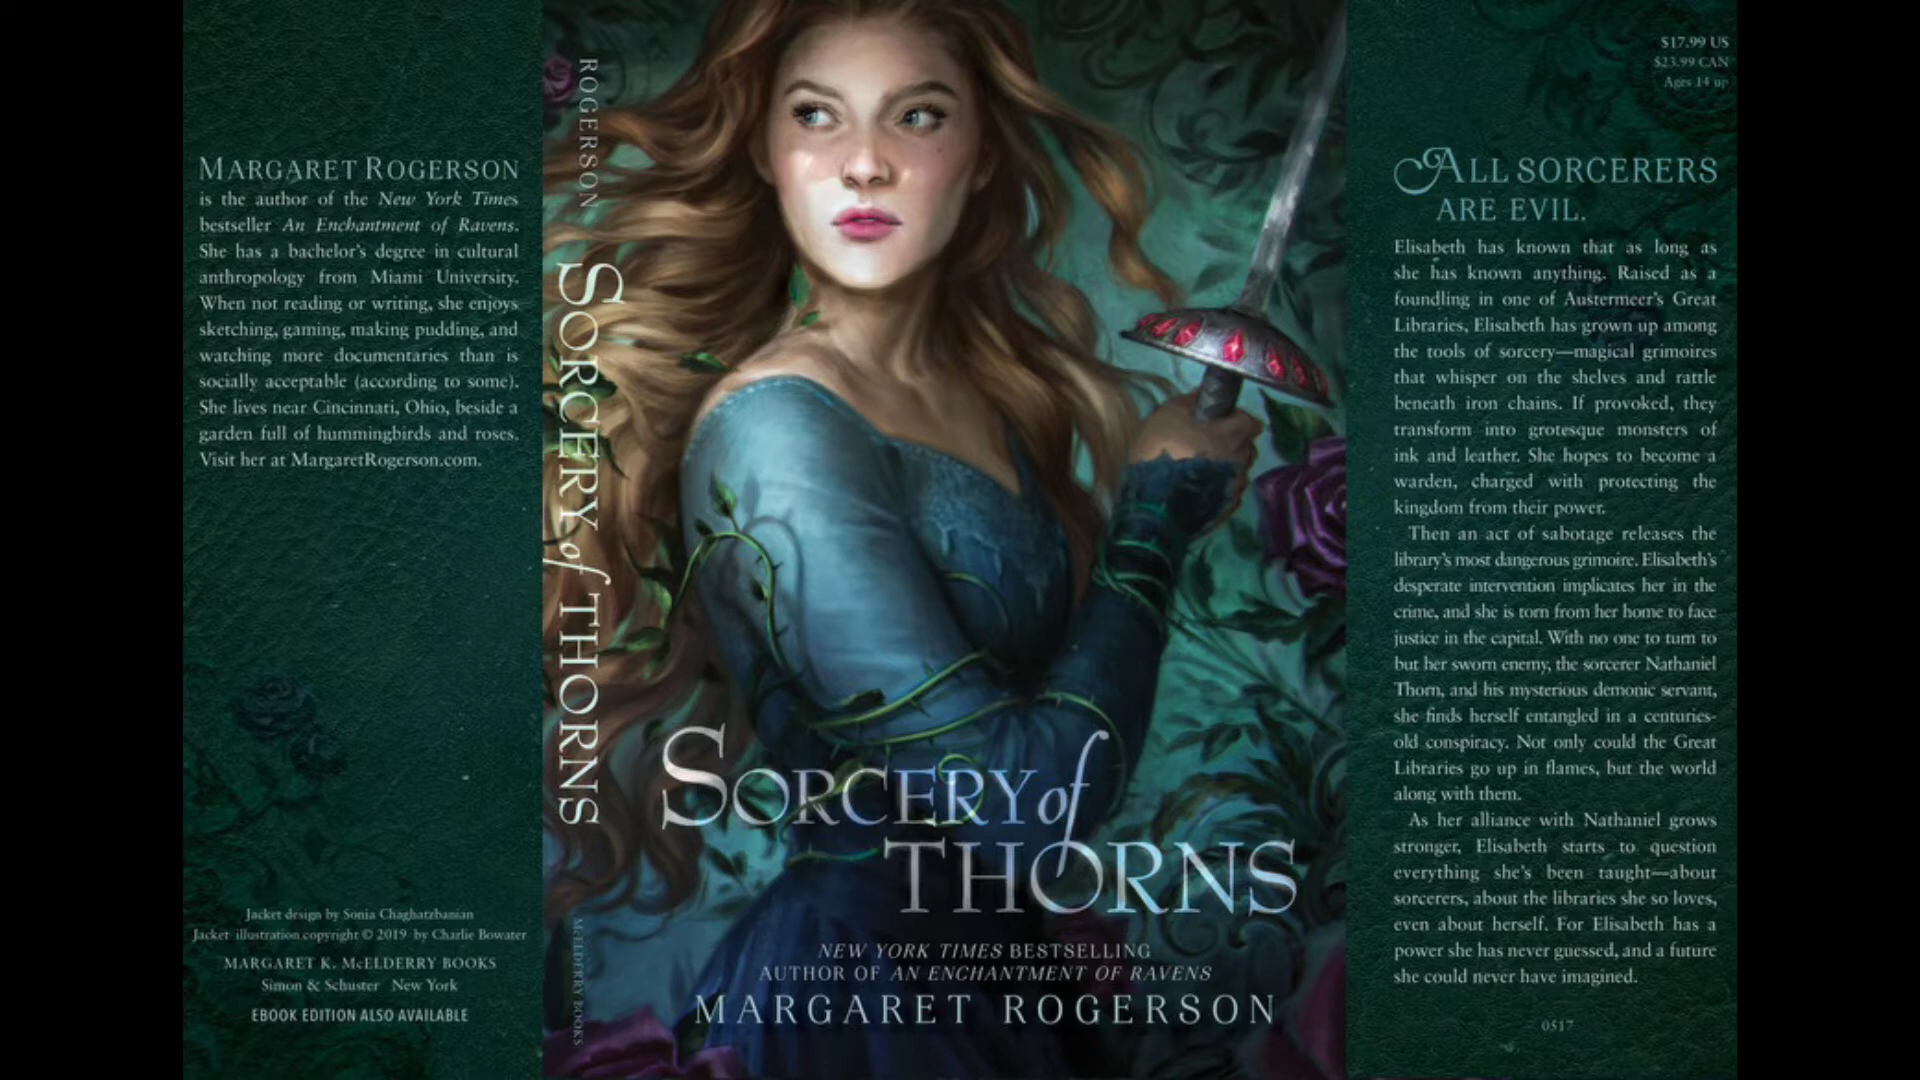 MARGARET ROGERSON
is the author of the New York Times
bestseller An Enchantment of Ravens.
She has a bachelor's degree in cultural
anthropology from Miami University.
When not reading or writing, she enjoys
sketching, gaming, making pudding, and
watching more documentaries than is
socially acceptable (according to some).
She lives near Cincinnati, Ohio, beside a
garden full of hummingbirds and roses.
Visit her at MargaretRogerson.com.
Jacket design by Sonia Chaghatzbanian
Jacket illustration copyright © 2019 by Charlie Bowater
MARGARET K. McELDERRY BOOKS
Simon & Schuster New York
EBOOK EDITION ALSO AVAILABLE
ROGERSON
SORCERY of THORNS
McELDERRY BOOKS
SORCERY of
THORNS
NEW YORK TIMES BESTSELLING
AUTHOR OF AN ENCHANTMENT OF RAVENS
MARGARET ROGERSON
$17.99 US
$23.99 CAN
Ages 14 up
ALL SORCERERS
ARE EVIL.
Elisabeth has known that as long as
she has known anything. Raised as a
foundling in one of Austermeer's Great
Libraries, Elisabeth has grown up among
the tools of sorcery—magical grimoires
that whisper on the shelves and rattle
beneath iron chains. If provoked, they
transform into grotesque monsters of
ink and leather. She hopes to become a
warden, charged with protecting the
kingdom from their power.
Then an act of sabotage releases the
library's most dangerous grimoire. Elisabeth's
desperate intervention implicates her in the
crime, and she is torn from her home to face
justice in the capital. With no one to turn to
but her sworn enemy, the sorcerer Nathaniel
Thorn, and his mysterious demonic servant,
she finds herself entangled in a centuries-
old conspiracy. Not only could the Great
Libraries go up in flames, but the world
along with them.
As her alliance with Nathaniel grows
stronger, Elisabeth starts to question
everything she's been taught—about
sorcerers, about the libraries she so loves,
even about herself. For Elisabeth has a
power she has never guessed, and a future
she could never have imagined.
0517